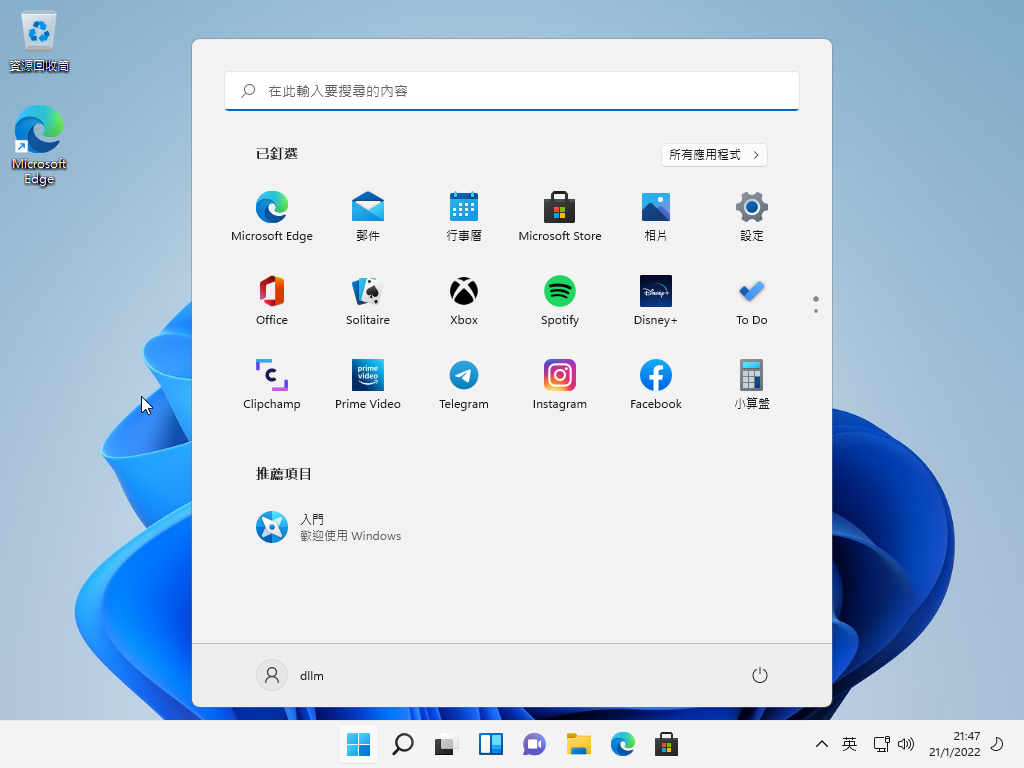 資源回收筒
Microsoft
Edge
在此輸入要搜尋的內容
已釘選
所有應用程式
Microsoft Edge
郵件
行事曆
Microsoft Store
相片
設定
Office
Solitaire
Xbox
Spotify
Disney+
Disney+
To Do
C
prime
video
Clipchamp
Prime Video
Telegram
Instagram
Facebook
小算盤
推薦項目
入門
歡迎使用 Windows
dllm
英
21:47
21/1/2022